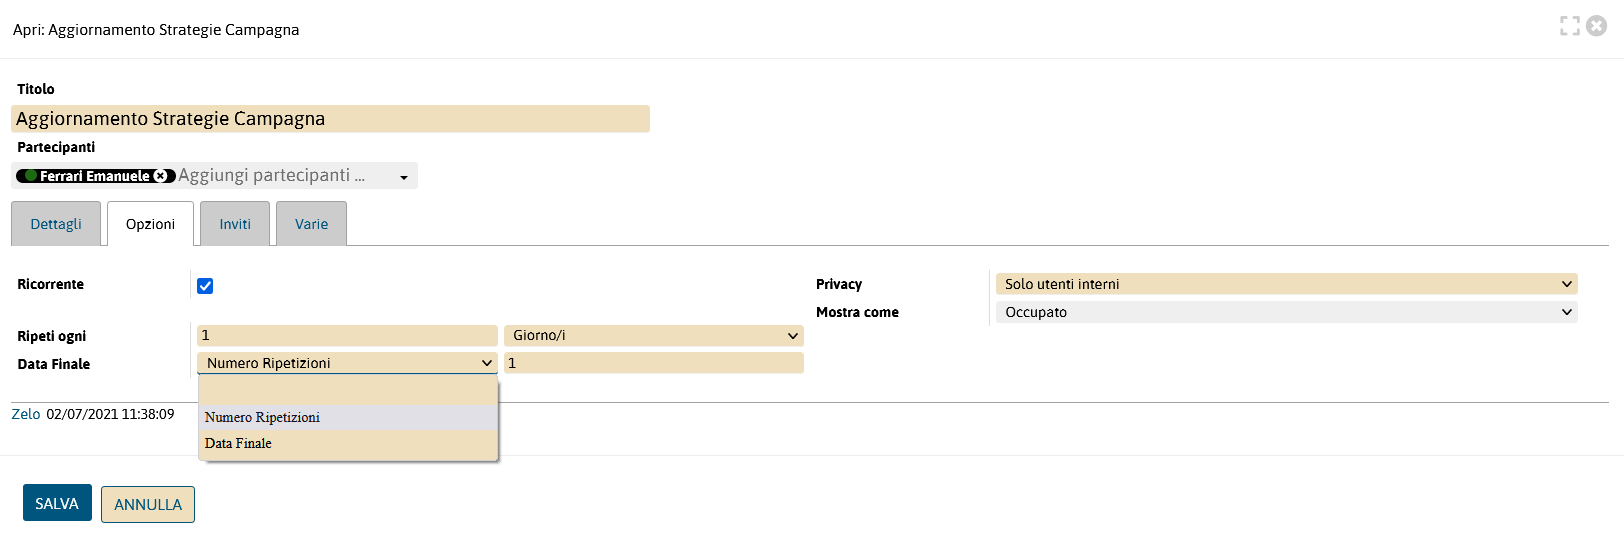 Apri: Aggiornamento Strategie Campagna
Titolo
Aggiornamento Strategie Campagna
Partecipanti
Ferrari Emanuele Aggiungi partecipanti ...
Dettagli Opzioni Inviti Varie
Ricorrente Privacy Solo utenti interni
Mostra come Occupato
Ripeti ogni 1 Giorno/i
Data Finale Numero Ripetizioni 1
Zelo 02/07/2021 11:38:09
Numero Ripetizioni
Data Finale
SALVA ANNULLA